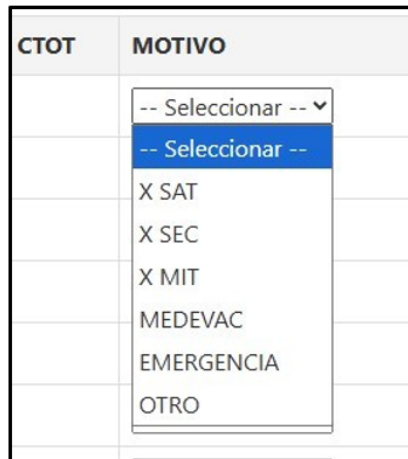 CTOT MOTIVO
-- Seleccionar --
-- Seleccionar --
X SAT
X SEC
X MIT
MEDEVAC
EMERGENCIA
OTRO